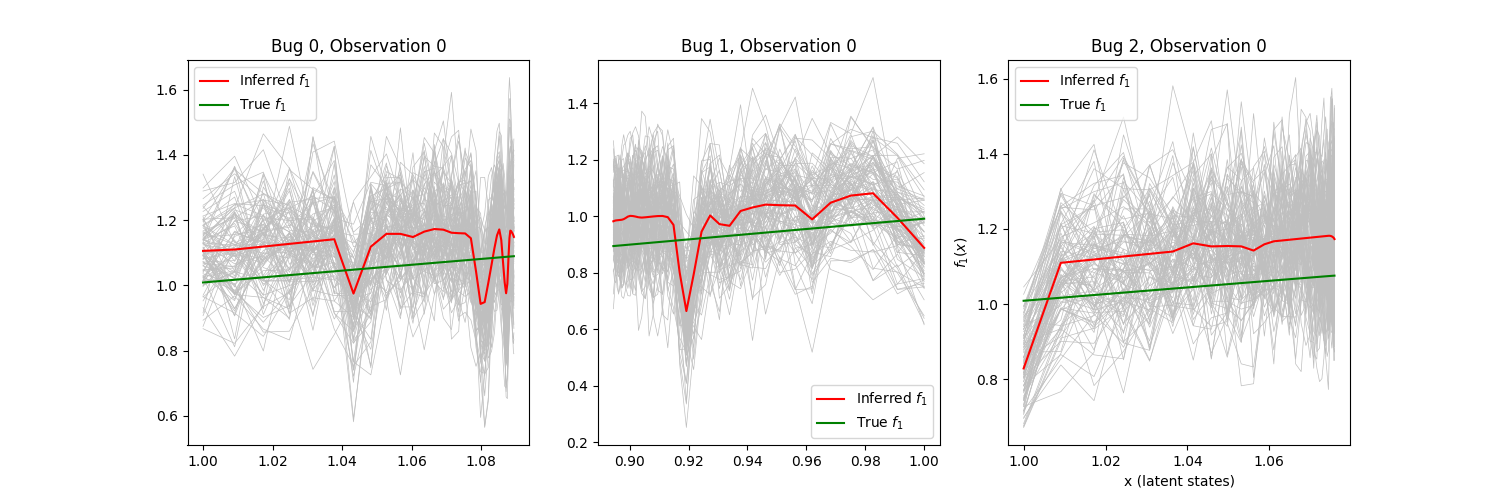 Bug 0, Observation 0
Inferred f₁
True f₁
1.6
1.4
1.2
1.0
0.8
0.6
1.00 1.02 1.04 1.06 1.08
Bug 1, Observation 0
1.4
1.2
1.0
0.8
0.6
0.4
0.2
Inferred f₁
True f₁
0.90 0.92 0.94 0.96 0.98 1.00
Bug 2, Observation 0
Inferred f₁
True f₁
f₁(x)
1.6
1.4
1.2
1.0
0.8
1.00 1.02 1.04 1.06
x (latent states)